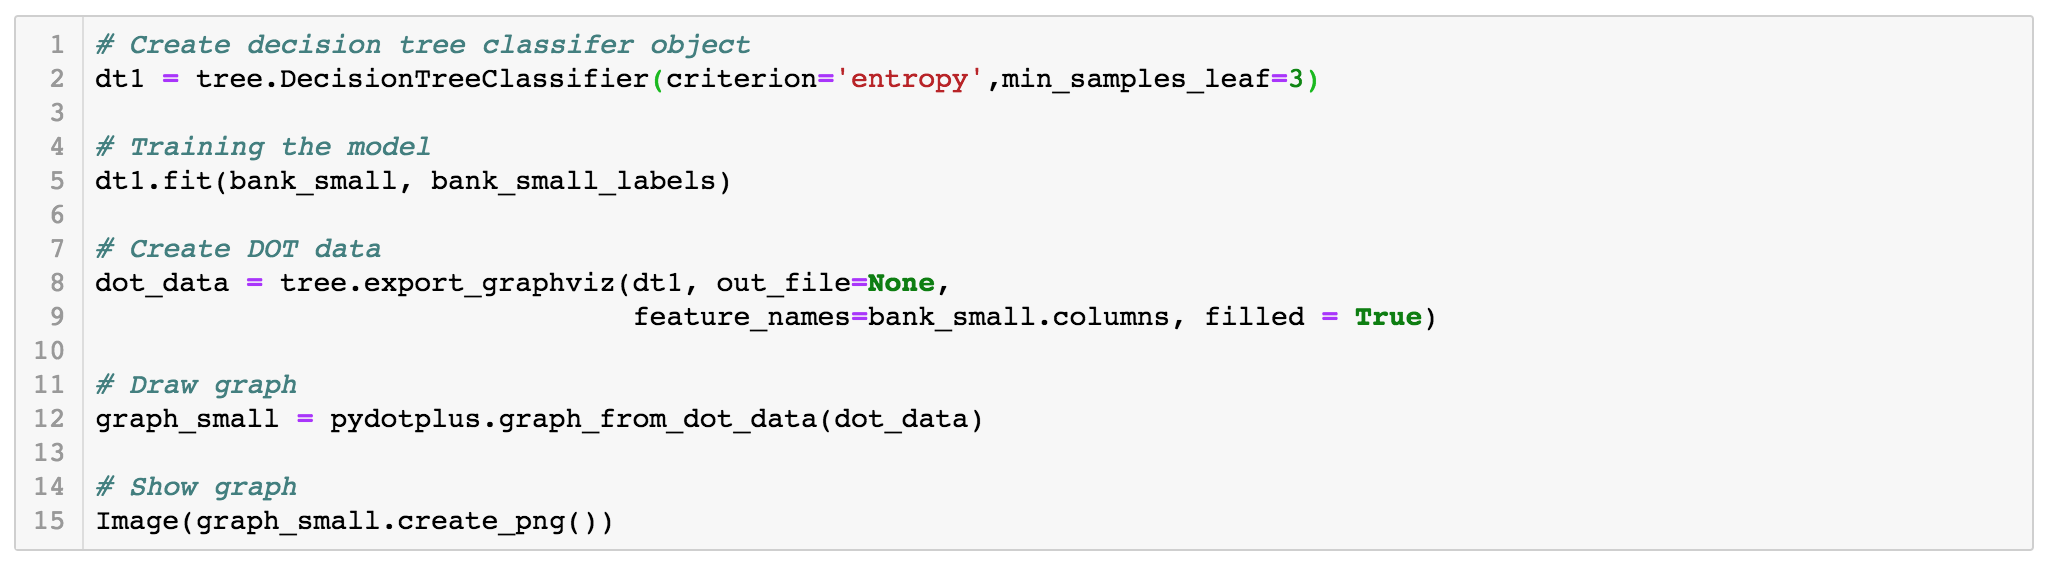 1 # Create decision tree classifer object
2 dt1 = tree.DecisionTreeClassifier(criterion='entropy',min_samples_leaf=3)
3
4 # Training the model
5 dt1.fit(bank_small, bank_small_labels)
6
7 # Create DOT data
8 dot_data = tree.export_graphviz(dt1, out_file=None,
9                                 feature_names=bank_small.columns, filled = True)
10
11 # Draw graph
12 graph_small = pydotplus.graph_from_dot_data(dot_data)
13
14 # Show graph
15 Image(graph_small.create_png())